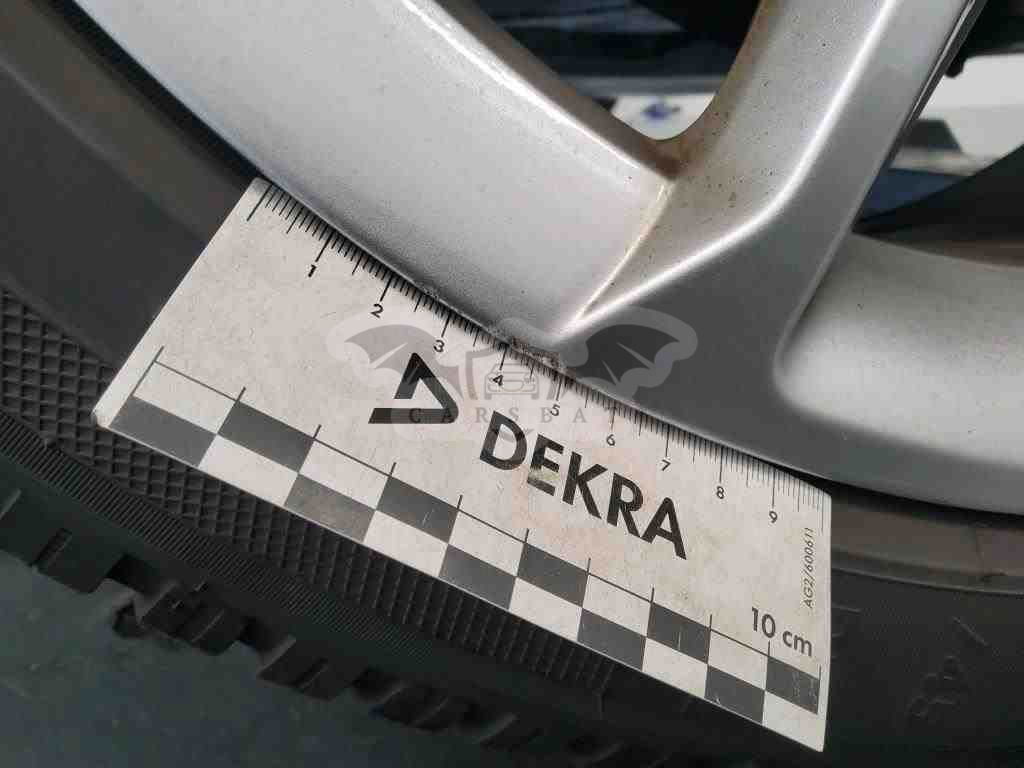 1 2 3 4 5 6 7 8 9
CARSBAT
DEKRA
10 cm
AG2/600611